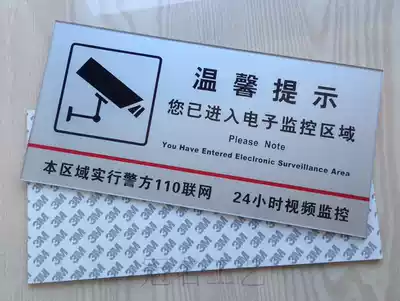 温馨提示
您已进入电子监控区域
Please Note
You Have Entered Electronic Surveillance Area
本区域实行警方110联网 24小时视频监控
3M